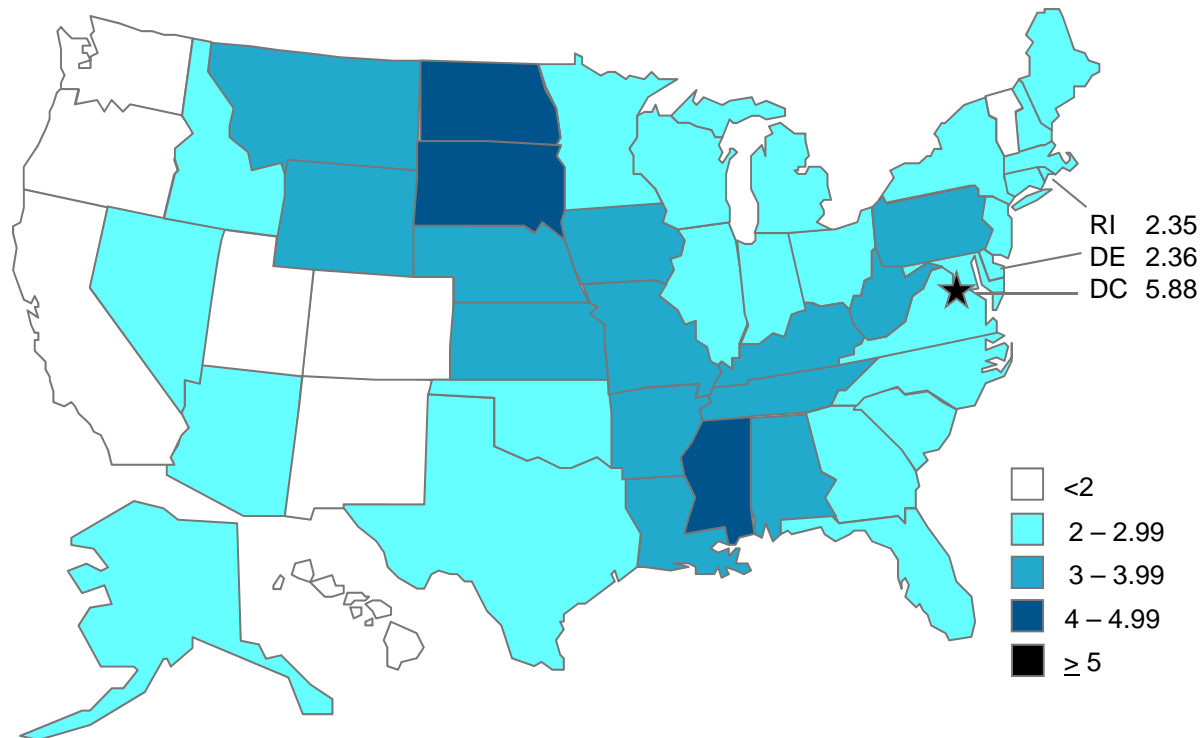 RI 2.35
DE 2.36
DC 5.88
<2
2 – 2.99
3 – 3.99
4 – 4.99
≥ 5